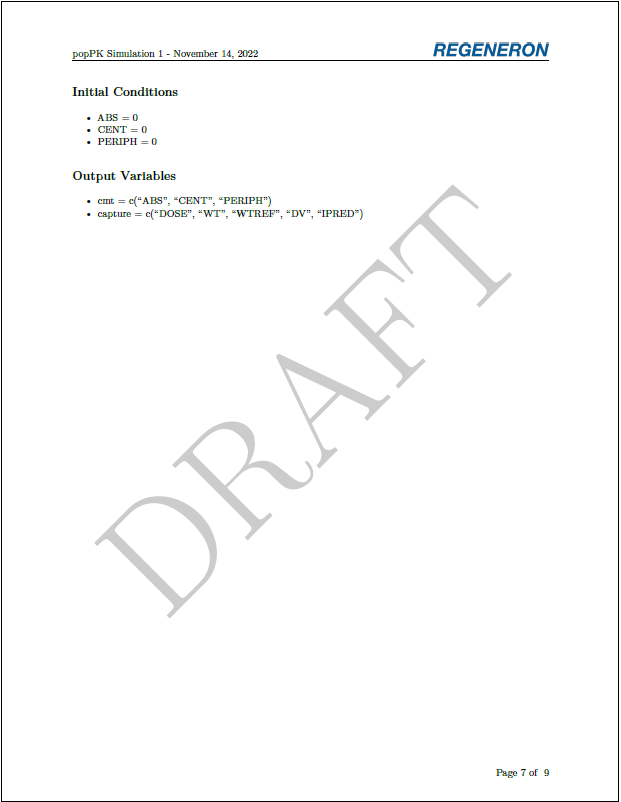 popPK Simulation 1 - November 14, 2022
REGENERON
Initial Conditions
• ABS = 0
• CENT = 0
• PERIPH = 0
Output Variables
• cmt = c(“ABS”, “CENT”, “PERIPH”)
• capture = c(“DOSE”, “WT”, “WTREF”, “DV”, “IPRED”)
DRAFT
Page 7 of 9